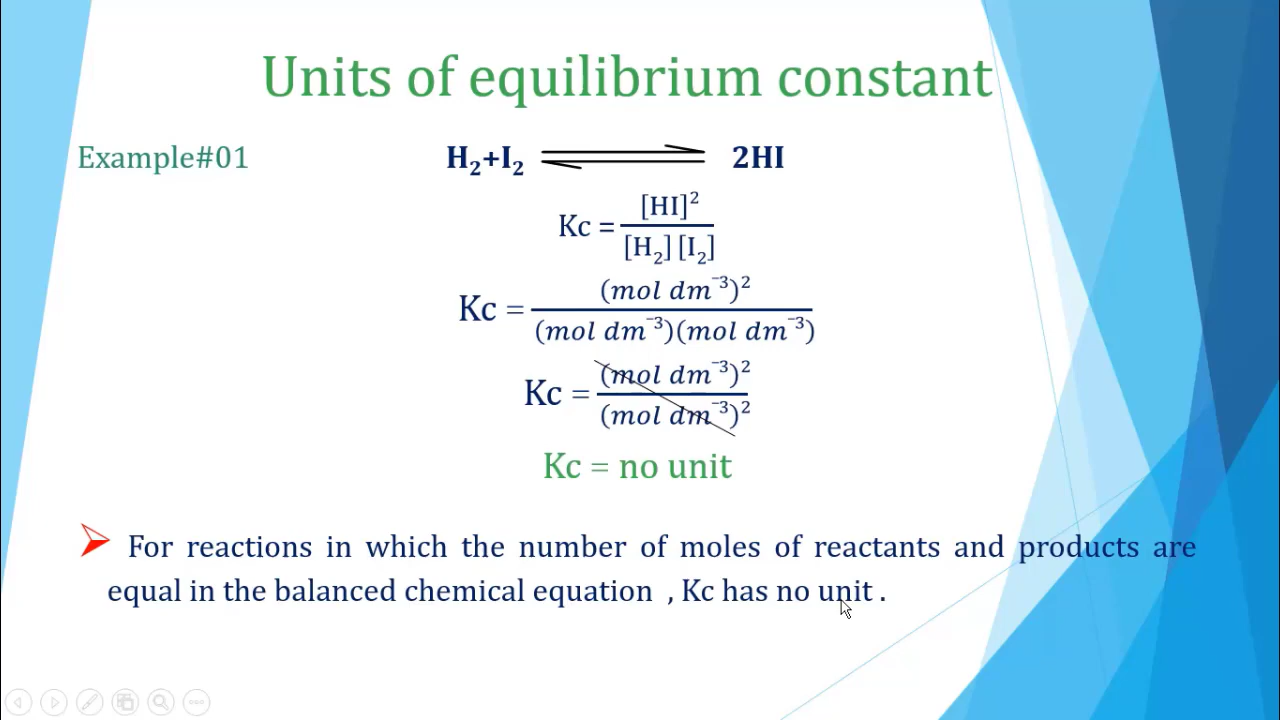 Units of equilibrium constant
Example#01
H₂+I₂ ⇌ 2HI
Kc = [HI]² / [H₂] [I₂]
Kc = (mol dm⁻³)² / (mol dm⁻³)(mol dm⁻³)
Kc = (mol dm⁻³)² / (mol dm⁻³)²
Kc = no unit
For reactions in which the number of moles of reactants and products are
equal in the balanced chemical equation , Kc has no unit .